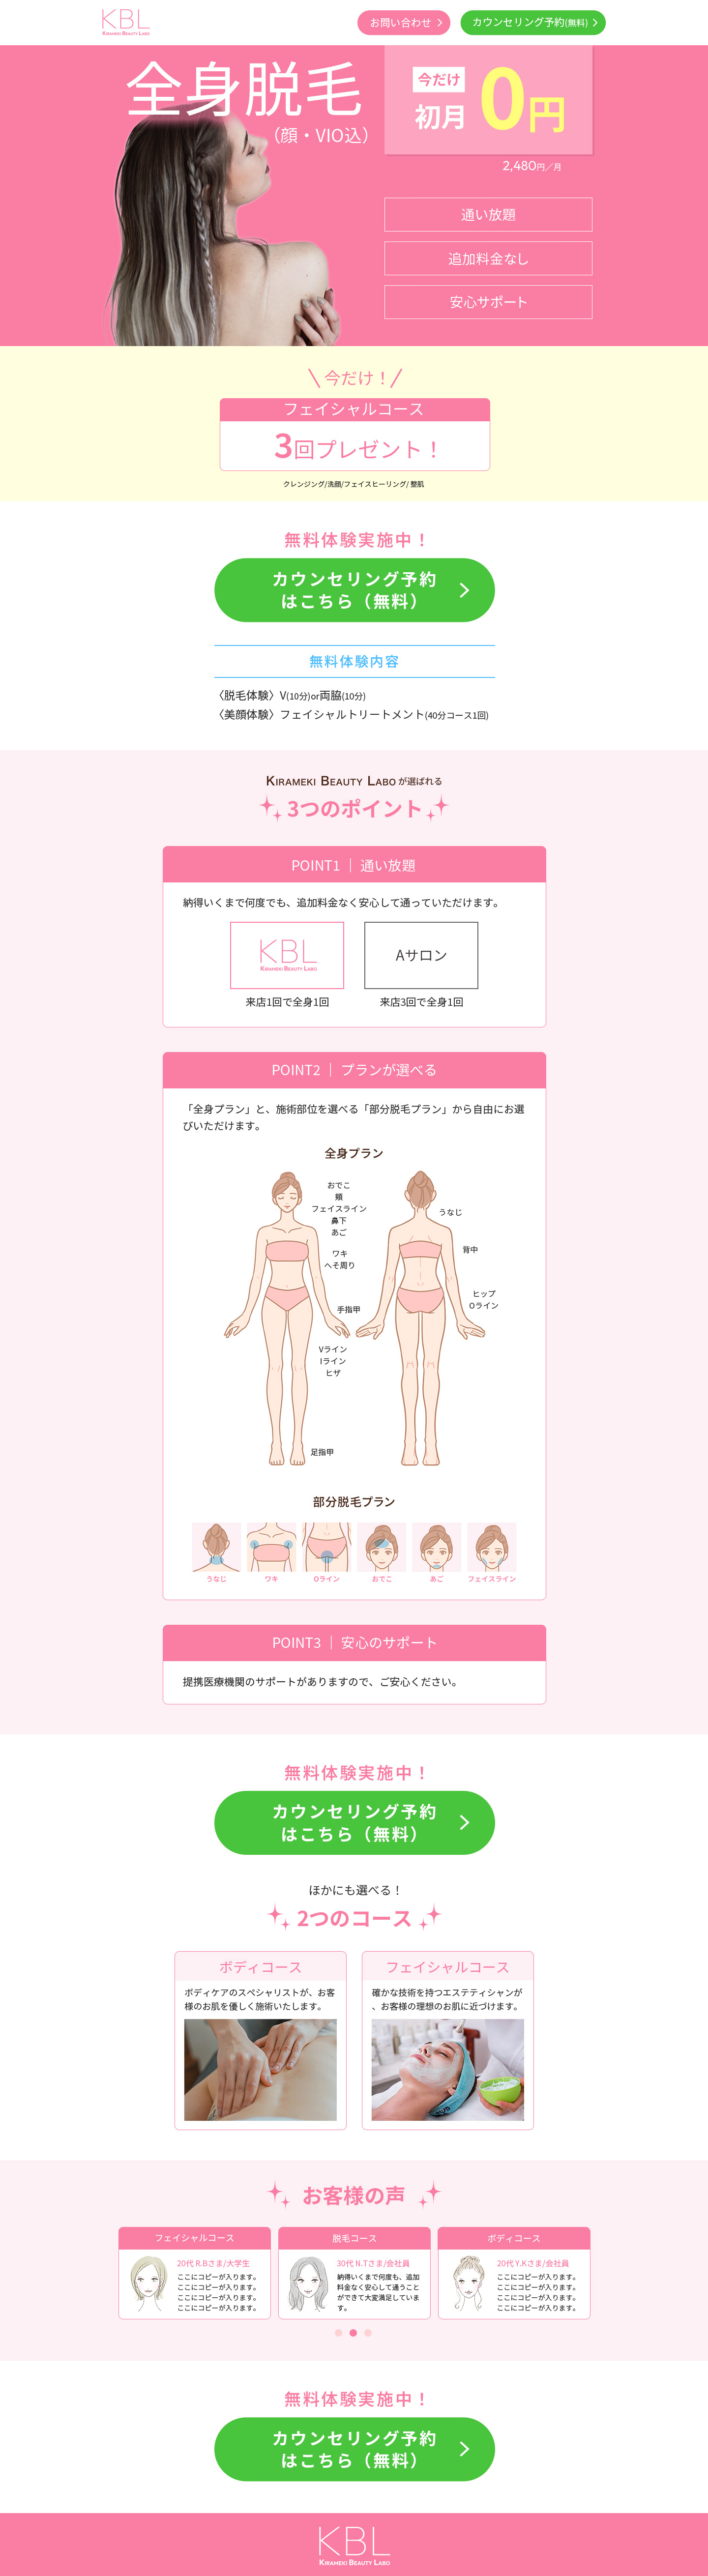 KBL
KIRAMEKI BEAUTY LABO
お問い合わせ
カウンセリング予約(無料)
全身脱毛
（顔・VIO込）
今だけ
初月
0円
2,480円／月
通い放題
追加料金なし
安心サポート
今だけ！
フェイシャルコース
3回プレゼント！
クレンジング/洗顔/フェイスヒーリング/ 整肌
無料体験実施中！
カウンセリング予約
はこちら（無料）
無料体験内容
〈脱毛体験〉V(10分)or両脇(10分)
〈美顔体験〉フェイシャルトリートメント(40分コース1回)
KIRAMEKI BEAUTY LABO が選ばれる
3つのポイント
POINT1 ｜ 通い放題
納得いくまで何度でも、追加料金なく安心して通っていただけます。
KBL
KIRAMEKI BEAUTY LABO
Aサロン
来店1回で全身1回
来店3回で全身1回
POINT2 ｜ プランが選べる
「全身プラン」と、施術部位を選べる「部分脱毛プラン」から自由にお選
びいただけます。
全身プラン
おでこ
頬
フェイスライン
鼻下
あご
うなじ
背中
ワキ
へそ周り
ヒップ
Oライン
手指甲
Vライン
Iライン
ヒザ
足指甲
部分脱毛プラン
うなじ
ワキ
Oライン
おでこ
あご
フェイスライン
POINT3 ｜ 安心のサポート
提携医療機関のサポートがありますので、ご安心ください。
無料体験実施中！
カウンセリング予約
はこちら（無料）
ほかにも選べる！
2つのコース
ボディコース
ボディケアのスペシャリストが、お客
様のお肌を優しく施術いたします。
フェイシャルコース
確かな技術を持つエステティシャンが
、お客様の理想のお肌に近づけます。
お客様の声
フェイシャルコース
20代 R.Bさま/大学生
ここにコピーが入ります。
ここにコピーが入ります。
ここにコピーが入ります。
ここにコピーが入ります。
脱毛コース
30代 N.Tさま/会社員
納得いくまで何度も、追加
料金なく安心して通うこと
ができて大変満足していま
す。
ボディコース
20代 Y.Kさま/会社員
ここにコピーが入ります。
ここにコピーが入ります。
ここにコピーが入ります。
ここにコピーが入ります。
無料体験実施中！
カウンセリング予約
はこちら（無料）
KBL
KIRAMEKI BEAUTY LABO